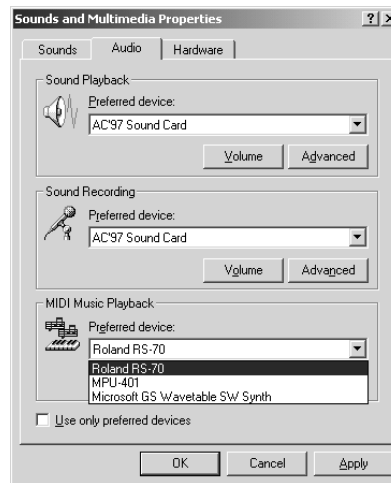 Sounds and Multimedia Properties
Sounds Audio Hardware
Sound Playback
Preferred device:
AC'97 Sound Card
Volume Advanced
Sound Recording
Preferred device:
AC'97 Sound Card
Volume Advanced
MIDI Music Playback
Preferred device:
Roland RS-70
Roland RS-70
MPU-401
Microsoft GS Wavetable SW Synth
Use only preferred devices
OK Cancel Apply